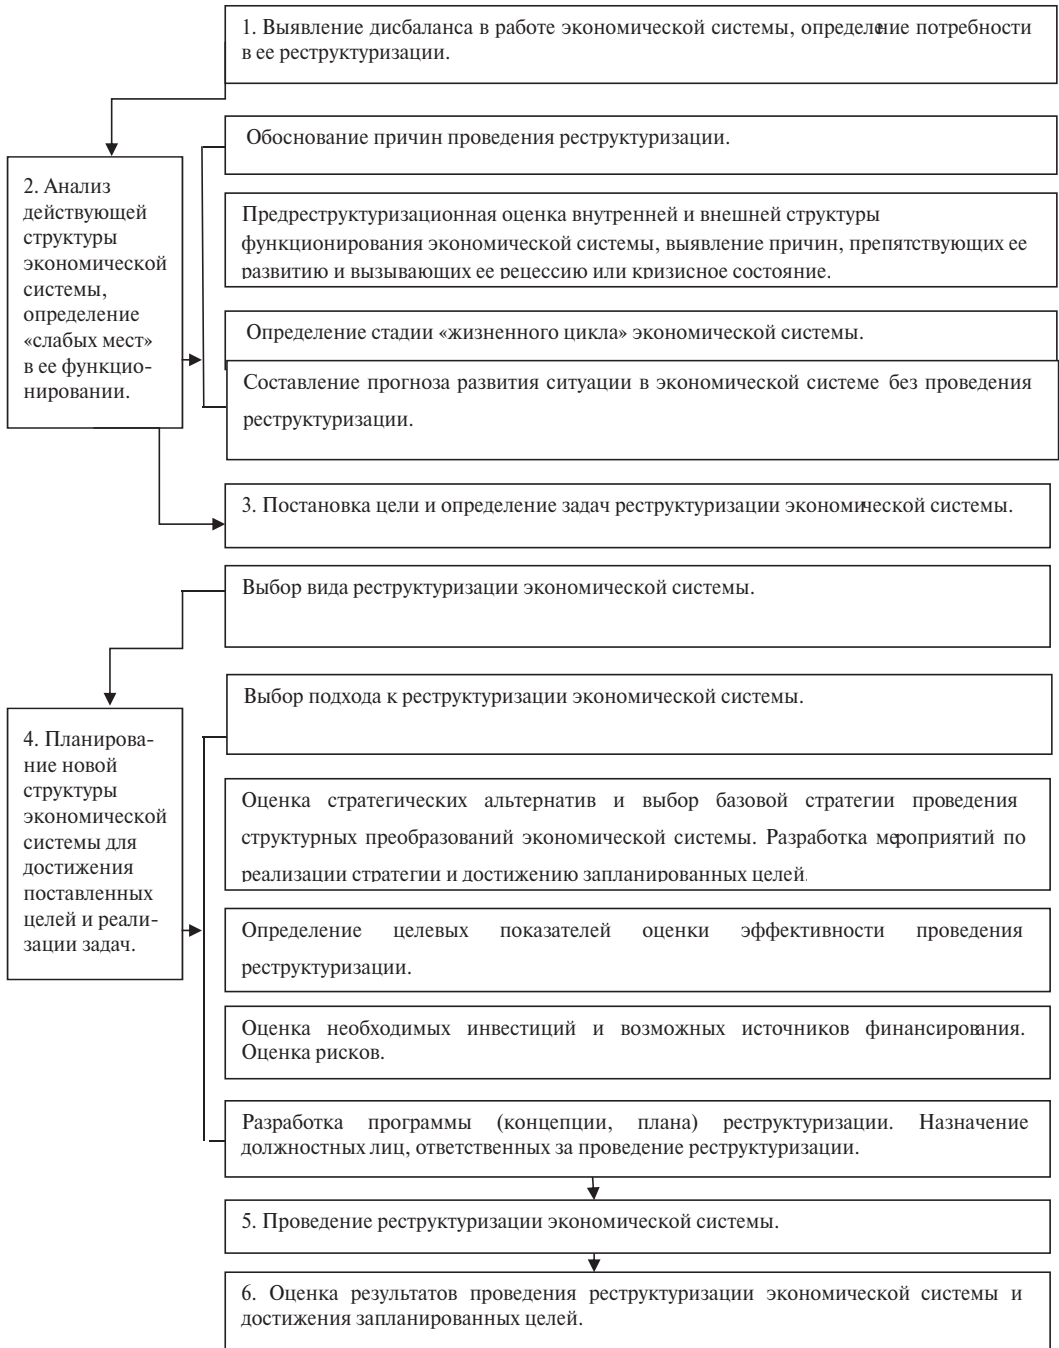 1. Выявление дисбаланса в работе экономической системы, определение потребности
в ее реструктуризации.
Обоснование причин проведения реструктуризации.
2. Анализ
действующей
структуры
экономической
системы,
определение
«слабых мест»
в ее функцио-
нировании.
Предреструктуризационная оценка внутренней и внешней структуры
функционирования экономической системы, выявление причин, препятствующих ее
развитию и вызывающих ее рецессию или кризисное состояние.
Определение стадии «жизненного цикла» экономической системы.
Составление прогноза развития ситуации в экономической системе без проведения
реструктуризации.
3. Постановка цели и определение задач реструктуризации экономической системы.
Выбор вида реструктуризации экономической системы.
Выбор подхода к реструктуризации экономической системы.
4. Планирова-
ние новой
структуры
экономической
системы для
достижения
поставленных
целей и реали-
зации задач.
Оценка стратегических альтернатив и выбор базовой стратегии проведения
структурных преобразований экономической системы. Разработка мероприятий по
реализации стратегии и достижению запланированных целей.
Определение целевых показателей оценки эффективности проведения
реструктуризации.
Оценка необходимых инвестиций и возможных источников финансирования.
Оценка рисков.
Разработка программы (концепции, плана) реструктуризации. Назначение
должностных лиц, ответственных за проведение реструктуризации.
5. Проведение реструктуризации экономической системы.
6. Оценка результатов проведения реструктуризации экономической системы и
достижения запланированных целей.